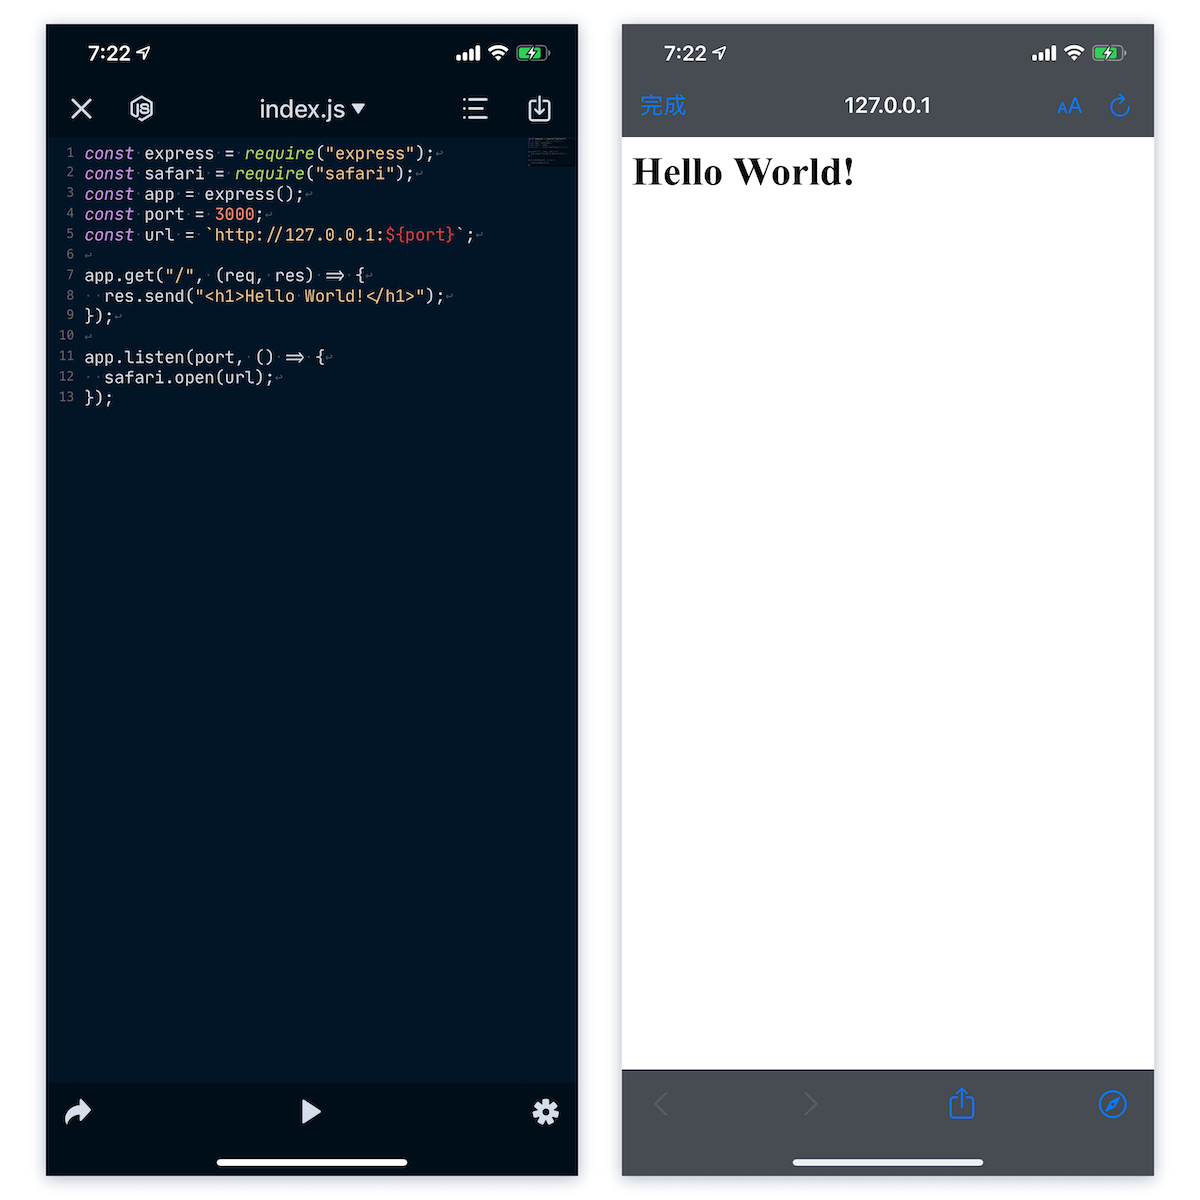 7:22
JS
index.js
1 const express = require("express");
2 const safari = require("safari");
3 const app = express();
4 const port = 3000;
5 const url = `http://127.0.0.1:${port}`;
6
7 app.get("/", (req, res) => {
8 res.send("<h1>Hello World!</h1>");
9 });
10
11 app.listen(port, () => {
12 safari.open(url);
13 });
7:22
完成 127.0.0.1 AA
Hello World!